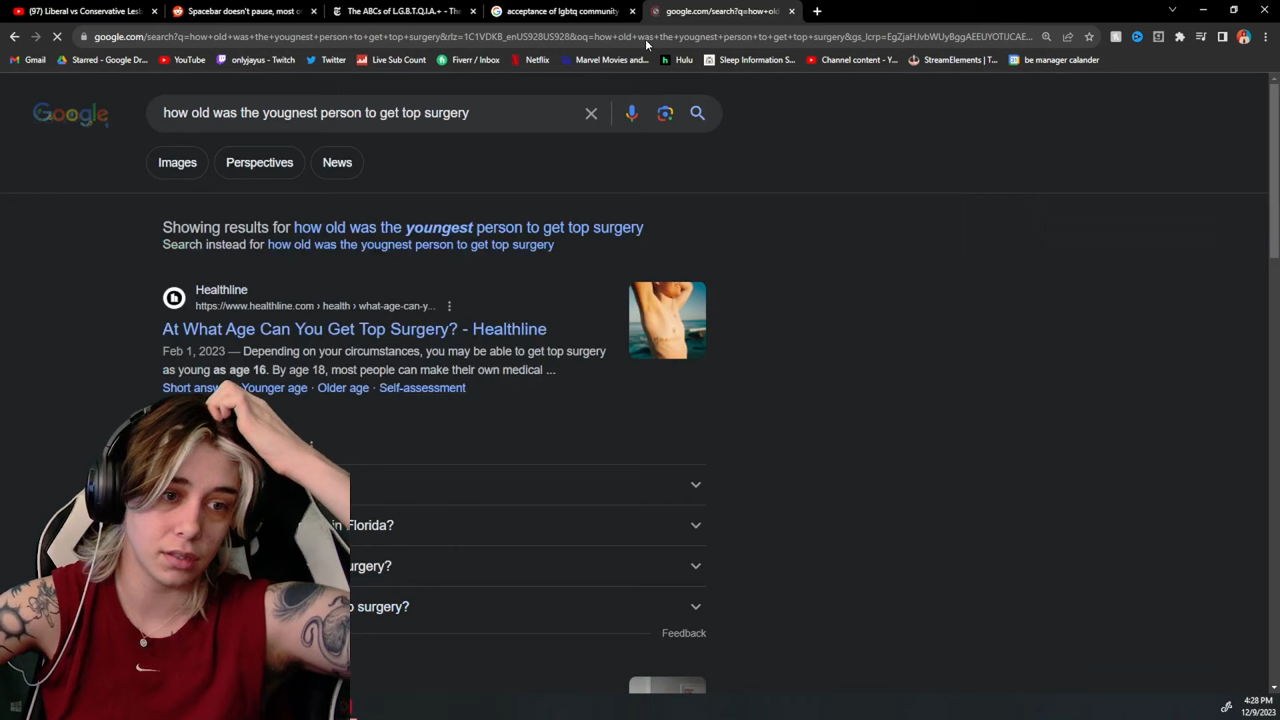 (97) Liberal vs Conservative Lesb
Spacebar doesn't pause, most o
The ABCs of L.G.B.T.Q.I.A.+ - The
acceptance of lgbtq community
google.com/search?q=how+old
google.com/search?q=how+old+was+the+yougnest+person+to+get+top+surgery&rlz=1C1VDKB_enUS928US928&oq=how+old+was+the+yougnest+person+to+get+top+surgery&gs_lcrp=EgZjaHJvbWUyBggAEEUYOTIJCAE...
Gmail
Starred - Google Dr...
YouTube
onlyjayus - Twitch
Twitter
Live Sub Count
Fiverr / Inbox
Netflix
Marvel Movies and...
Hulu
Sleep Information S...
Channel content - Y...
StreamElements | T...
be manager calander
Google
how old was the yougnest person to get top surgery
Images
Perspectives
News
Showing results for how old was the youngest person to get top surgery
Search instead for how old was the yougnest person to get top surgery
Healthline
https://www.healthline.com › health › what-age-can-y...
At What Age Can You Get Top Surgery? - Healthline
Feb 1, 2023 — Depending on your circumstances, you may be able to get top surgery
as young as age 16. By age 18, most people can make their own medical ...
Short · Younger age · Older age · Self-assessment
in Florida?
surgery?
surgery?
Feedback
4:28 PM
12/9/2023